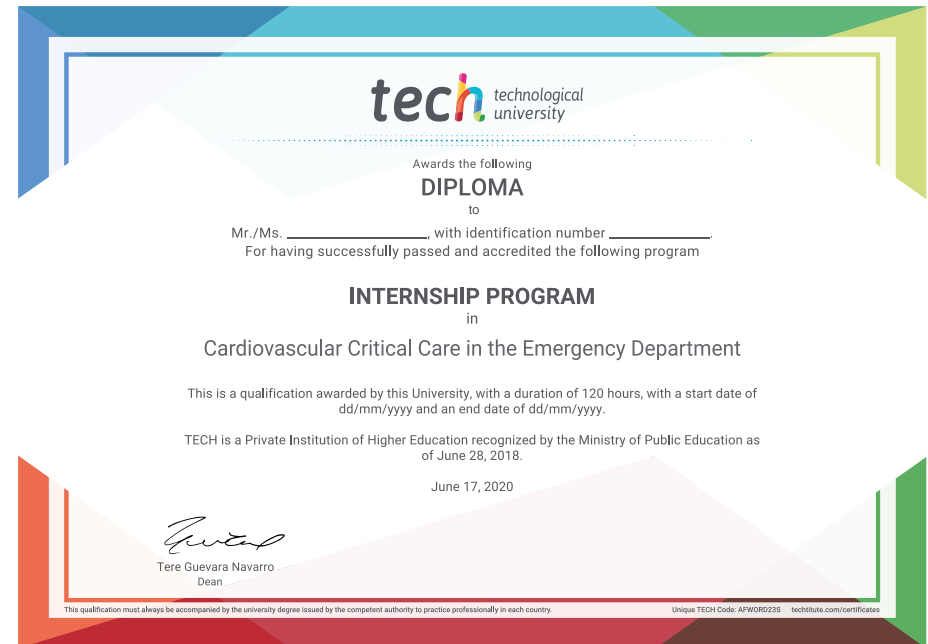 tech technological
university
Awards the following
DIPLOMA
to
Mr./Ms. ____________________, with identification number ______________.
For having successfully passed and accredited the following program
INTERNSHIP PROGRAM
in
Cardiovascular Critical Care in the Emergency Department
This is a qualification awarded by this University, with a duration of 120 hours, with a start date of
dd/mm/yyyy and an end date of dd/mm/yyyy.
TECH is a Private Institution of Higher Education recognized by the Ministry of Public Education as
of June 28, 2018.
June 17, 2020
Tere Guevara Navarro
Dean
This qualification must always be accompanied by the university degree issued by the competent authority to practice professionally in each country.
Unique TECH Code: AFWORD23S techtitute.com/certificates